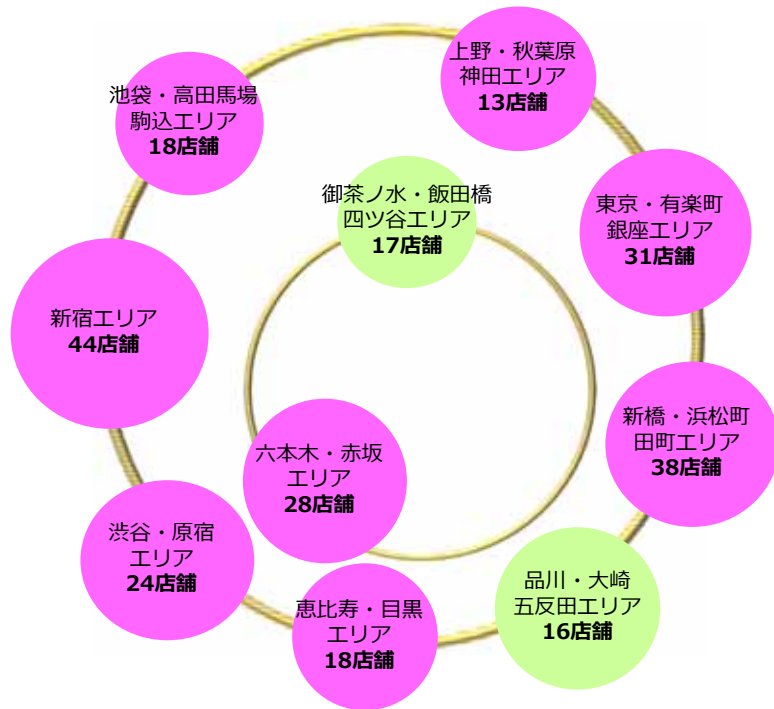 上野・秋葉原
神田エリア
13店舗
池袋・高田馬場
駒込エリア
18店舗
御茶ノ水・飯田橋
四ツ谷エリア
17店舗
東京・有楽町
銀座エリア
31店舗
新宿エリア
44店舗
新橋・浜松町
田町エリア
38店舗
六本木・赤坂
エリア
28店舗
渋谷・原宿
エリア
24店舗
品川・大崎
五反田エリア
16店舗
恵比寿・目黒
エリア
18店舗